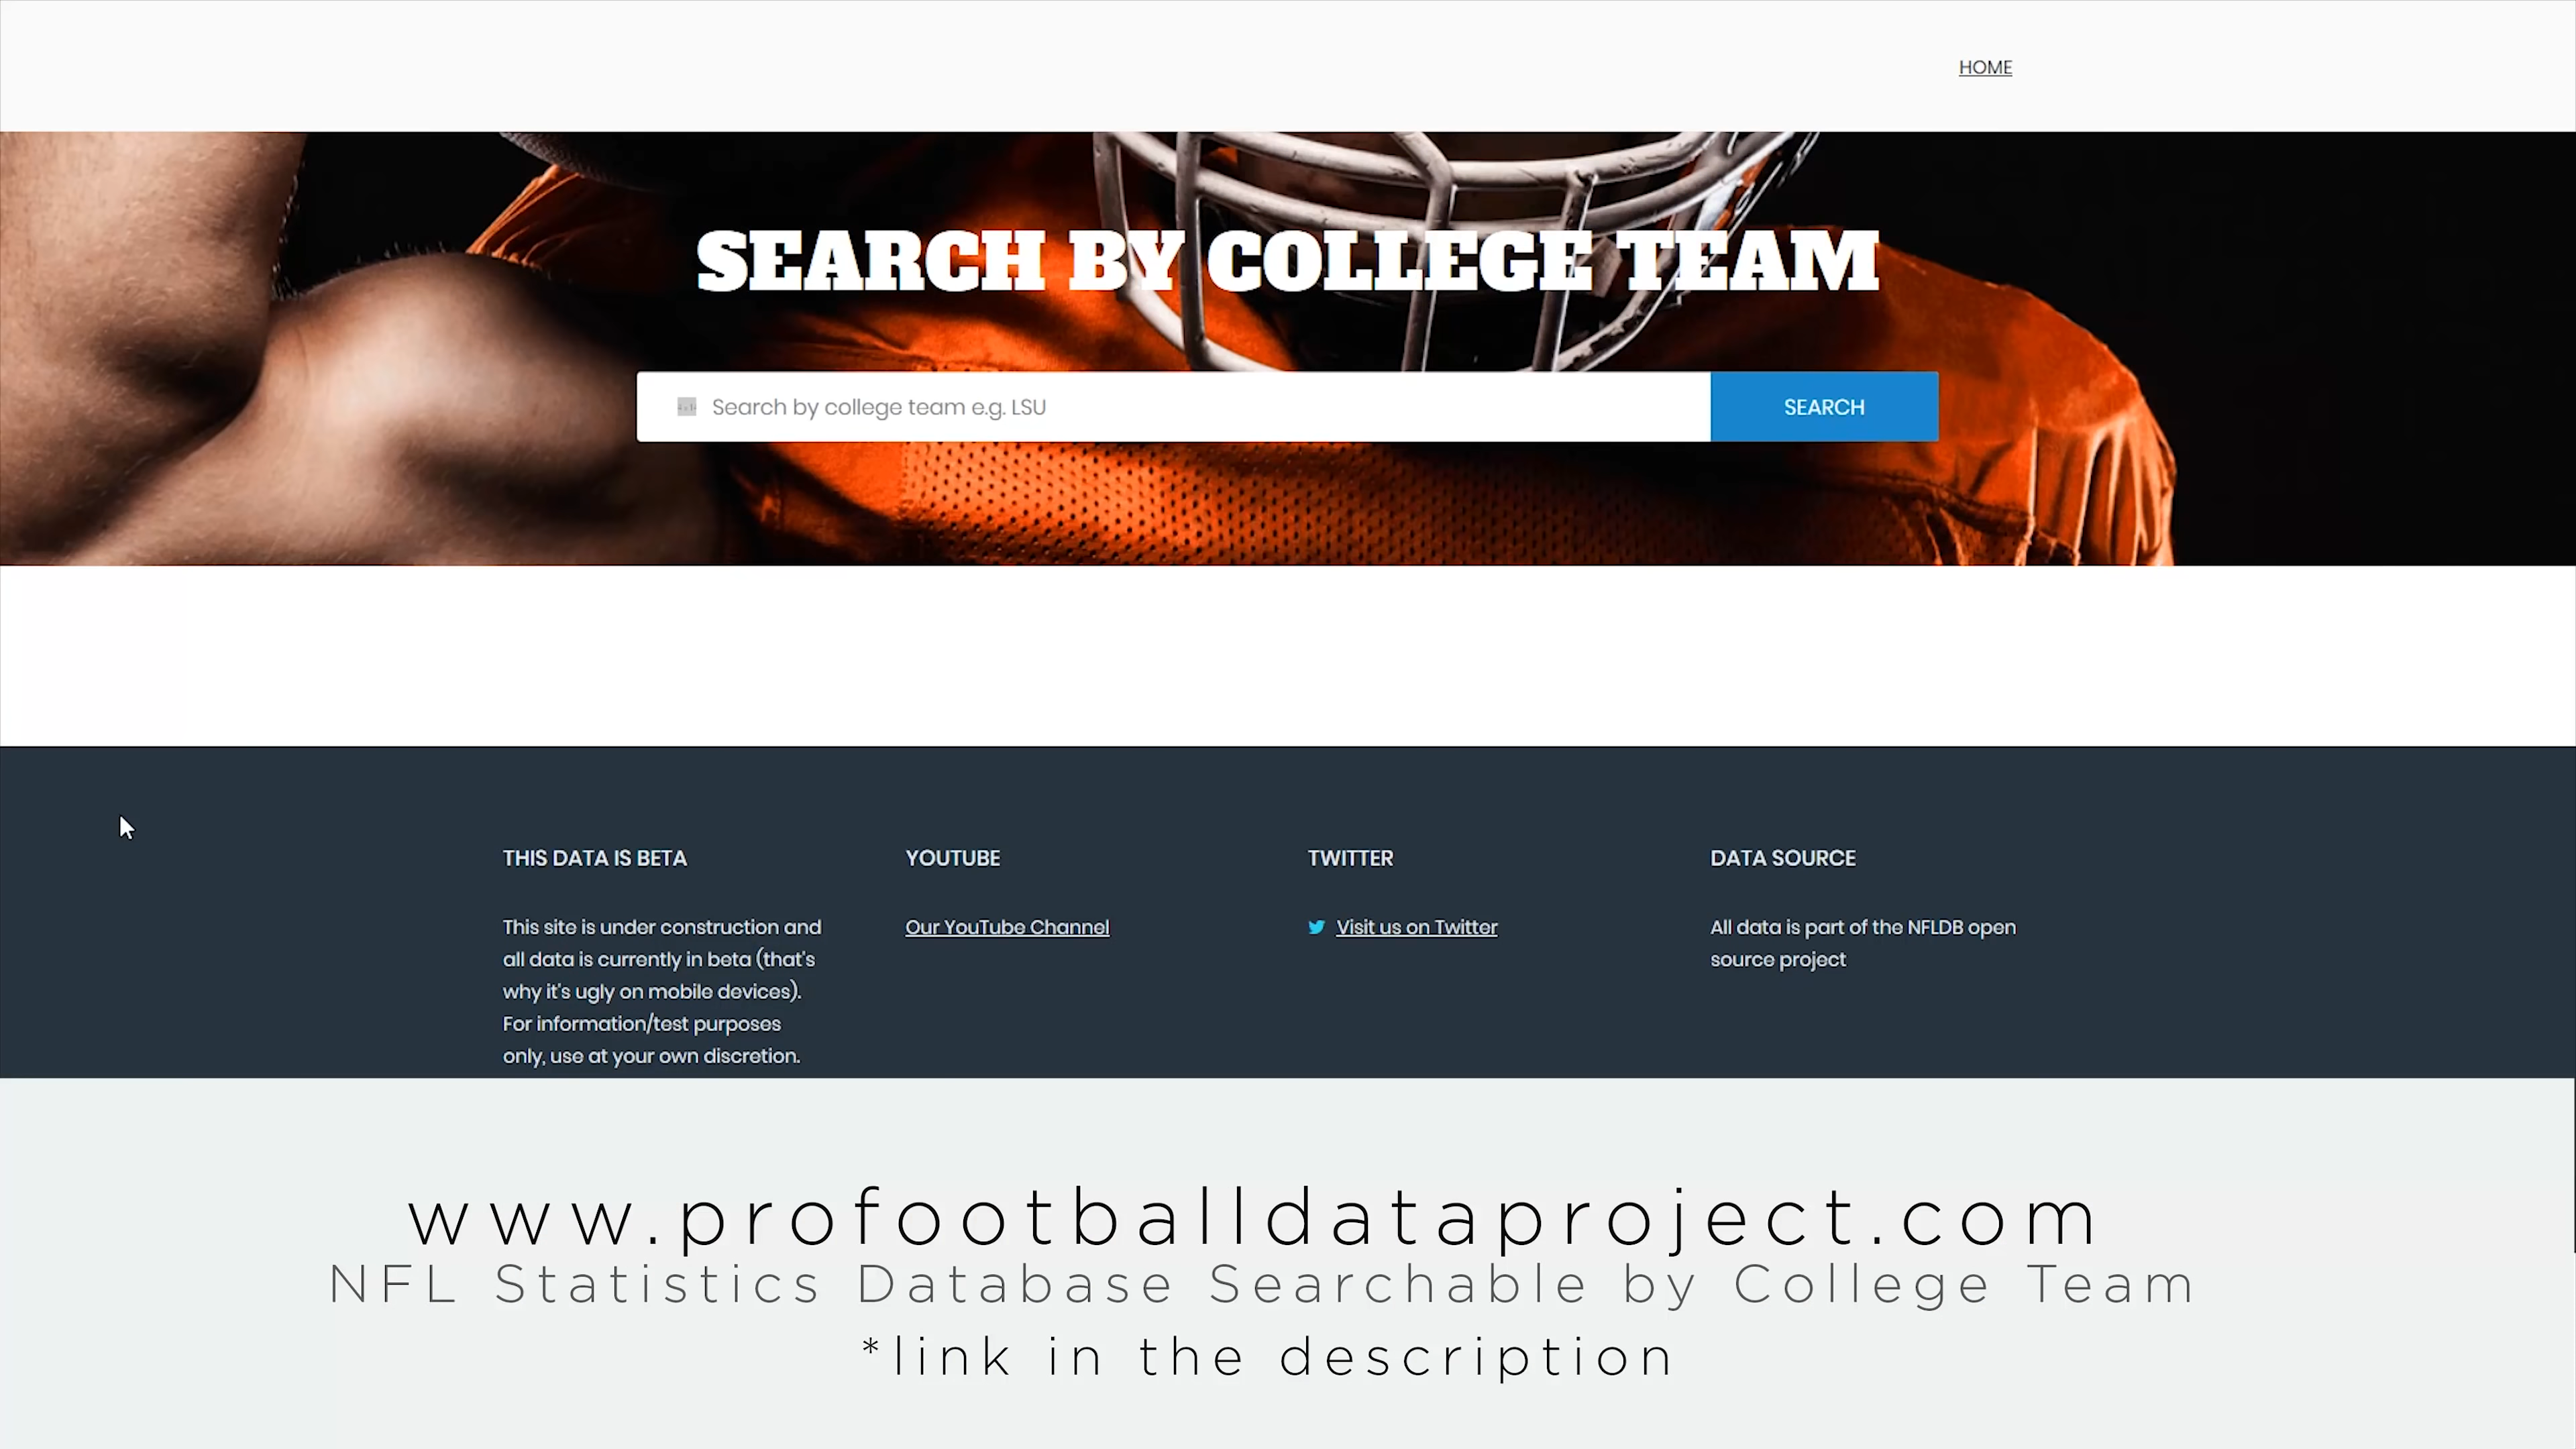 HOME
SEARCH BY COLLEGE TEAM
Search by college team e.g. LSU
SEARCH
THIS DATA IS BETA
This site is under construction and
all data is currently in beta (that's
why it's ugly on mobile devices).
For information/test purposes
only, use at your own discretion.
YOUTUBE
Our YouTube Channel
TWITTER
Visit us on Twitter
DATA SOURCE
All data is part of the NFLDB open
source project
www.profootballdataproject.com
NFL Statistics Database Searchable by College Team
*link in the description